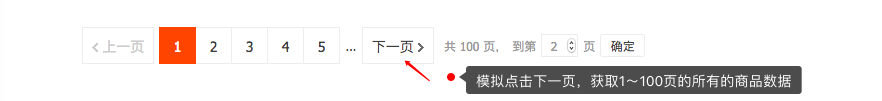 < 上一页 1 2 3 4 5 ... 下一页 > 共 100 页， 到第 2 页 确定
模拟点击下一页，获取1～100页的所有的商品数据